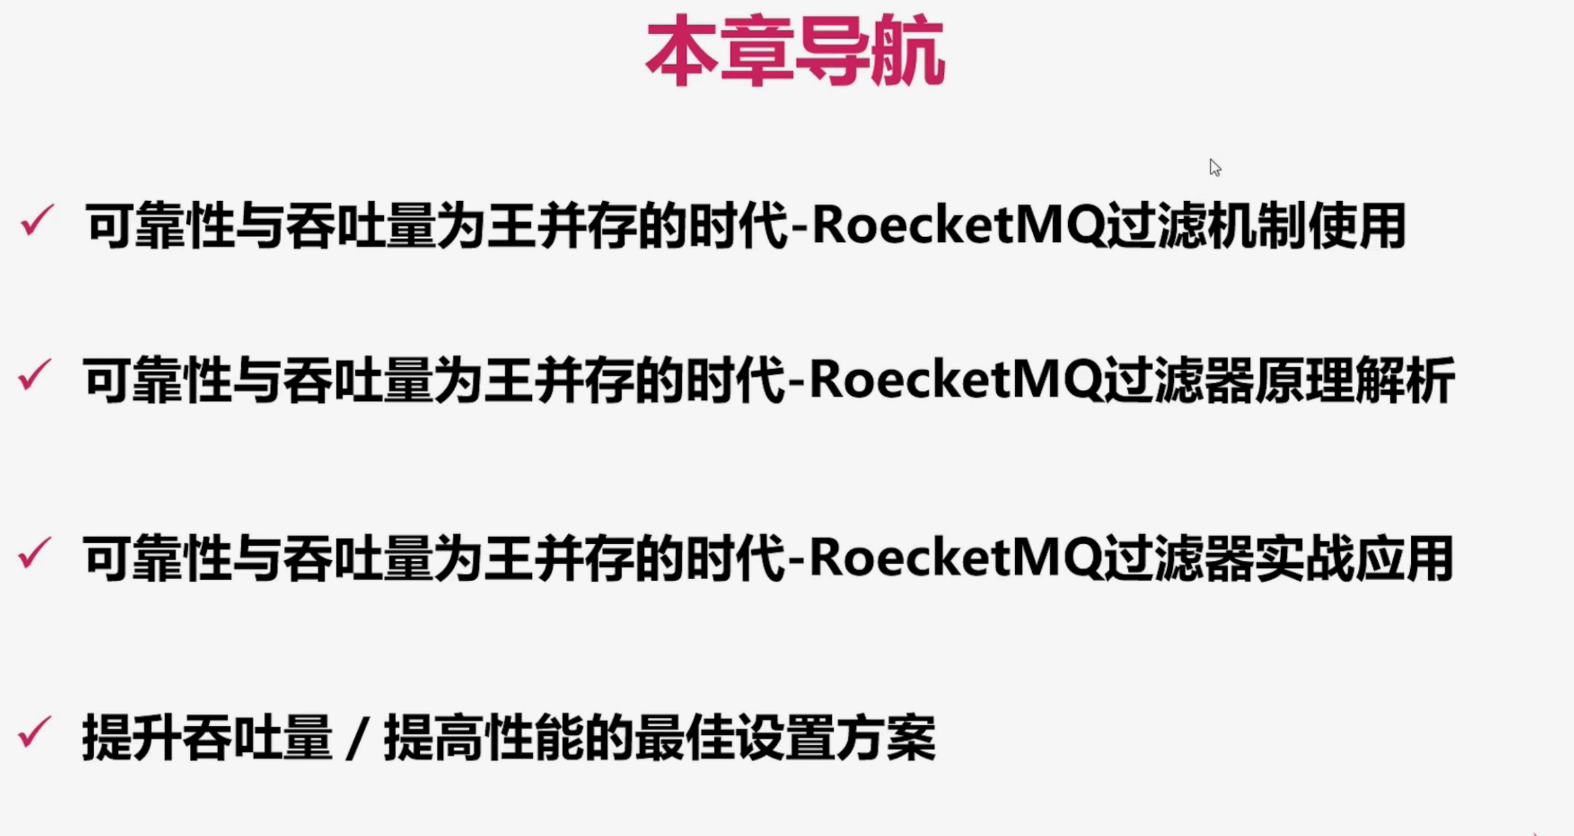 本章导航
可靠性与吞吐量为王并存的时代-RoecketMQ过滤机制使用
可靠性与吞吐量为王并存的时代-RoecketMQ过滤器原理解析
可靠性与吞吐量为王并存的时代-RoecketMQ过滤器实战应用
提升吞吐量 / 提高性能的最佳设置方案